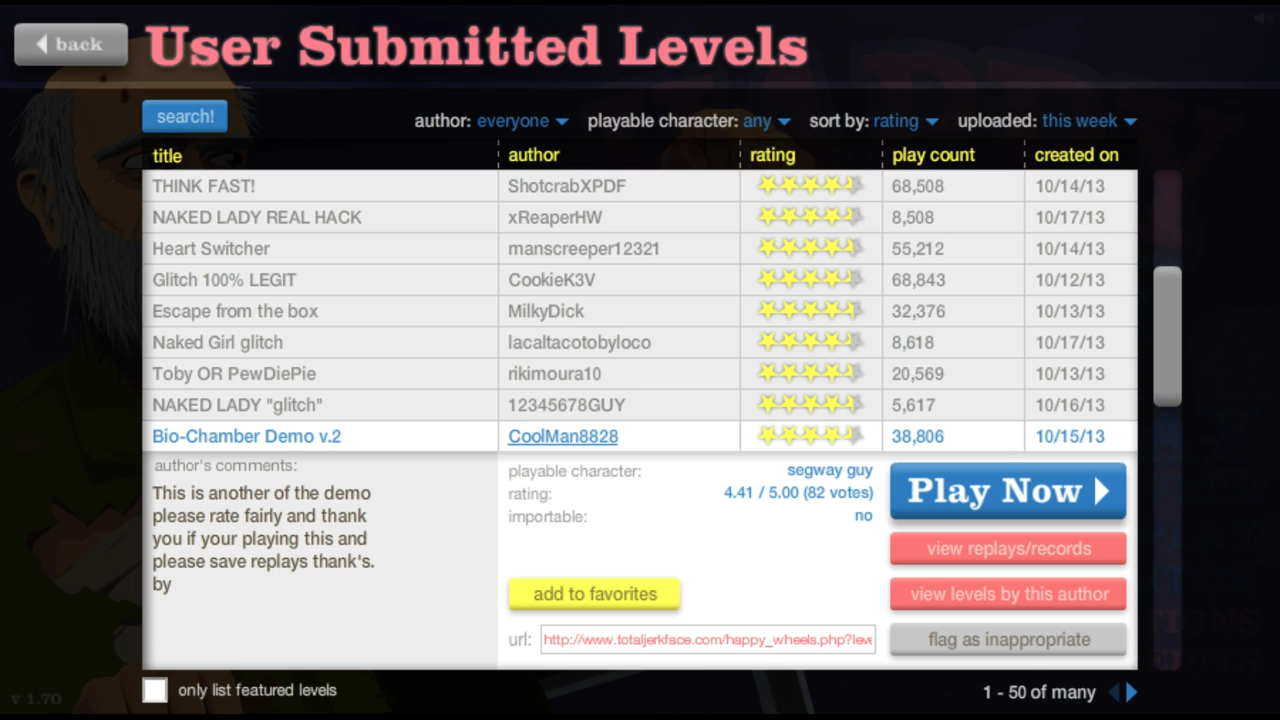 back
User Submitted Levels
search!
author: everyone playable character: any sort by: rating uploaded: this week
title author rating play count created on
THINK FAST! ShotcrabXPDF 68,508 10/14/13
NAKED LADY REAL HACK xReaperHW 8,508 10/17/13
Heart Switcher manscreeper12321 55,212 10/14/13
Glitch 100% LEGIT CookieK3V 68,843 10/12/13
Escape from the box MilkyDick 32,376 10/13/13
Naked Girl glitch lacaltacotobyloco 8,618 10/17/13
Toby OR PewDiePie rikimoura10 20,569 10/13/13
NAKED LADY "glitch" 12345678GUY 5,617 10/16/13
Bio-Chamber Demo v.2 CoolMan8828 38,806 10/15/13
author's comments:
This is another of the demo
please rate fairly and thank
you if your playing this and
please save replays thank's.
by
playable character: segway guy
rating: 4.41 / 5.00 (82 votes)
importable: no
add to favorites
url: http://www.totaljerkface.com/happy_wheels.php?leve
Play Now
view replays/records
view levels by this author
flag as inappropriate
only list featured levels
1 - 50 of many
v 1.70